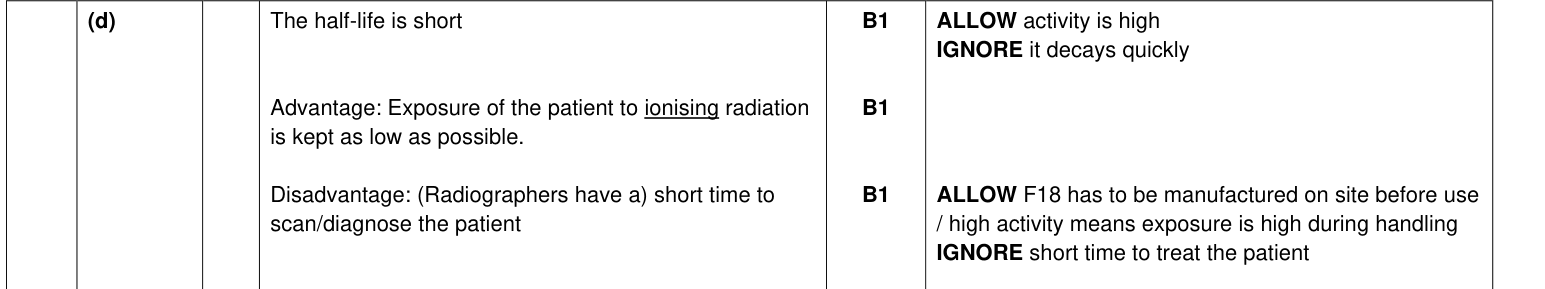 (d) The half-life is short B1 ALLOW activity is high
IGNORE it decays quickly
Advantage: Exposure of the patient to ionising radiation B1
is kept as low as possible.
Disadvantage: (Radiographers have a) short time to B1 ALLOW F18 has to be manufactured on site before use
scan/diagnose the patient / high activity means exposure is high during handling
IGNORE short time to treat the patient